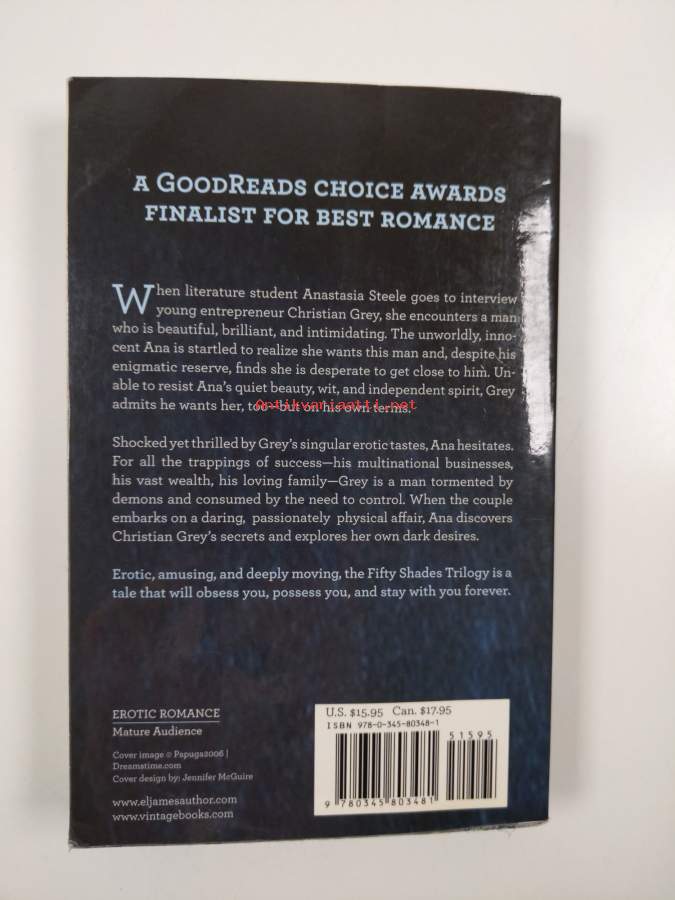 A GOODREADS CHOICE AWARDS
FINALIST FOR BEST ROMANCE
When literature student Anastasia Steele goes to interview
young entrepreneur Christian Grey, she encounters a man
who is beautiful, brilliant, and intimidating. The unworldly, inno-
cent Ana is startled to realize she wants this man and, despite his
enigmatic reserve, finds she is desperate to get close to him. Un-
able to resist Ana's quiet beauty, wit, and independent spirit, Grey
admits he wants her, too—but on his own terms.
Antikvariaatti.net
Shocked yet thrilled by Grey's singular erotic tastes, Ana hesitates.
For all the trappings of success—his multinational businesses,
his vast wealth, his loving family—Grey is a man tormented by
demons and consumed by the need to control. When the couple
embarks on a daring, passionately physical affair, Ana discovers
Christian Grey's secrets and explores her own dark desires.
Erotic, amusing, and deeply moving, the Fifty Shades Trilogy is a
tale that will obsess you, possess you, and stay with you forever.
EROTIC ROMANCE
Mature Audience
Cover image © Papuga2006 |
Dreamstime.com
Cover design by: Jennifer McGuire
www.eljamesauthor.com
www.vintagebooks.com
U.S. $15.95 Can. $17.95
ISBN 978-0-345-80348-1
51595
9 780345 803481